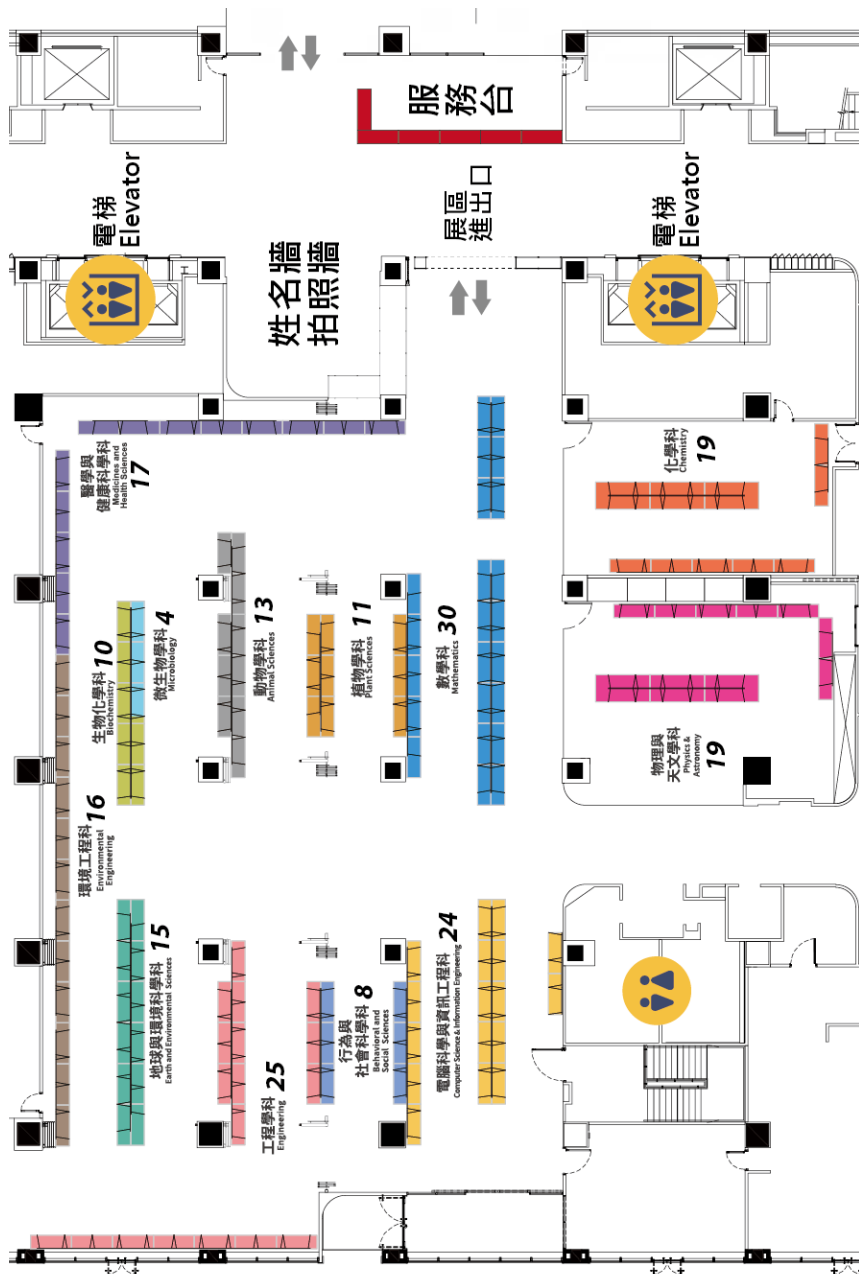 服務台
電梯
Elevator
展區
進出口
電梯
Elevator
姓名牆
拍照牆
醫學與
健康科學科
Medicines and
Health Sciences
17
化學科
Chemistry
19
生物化學科
Biochemistry
10
微生物學科
Microbiology
4
動物學科
Animal Sciences
13
植物學科
Plant Sciences
11
數學科
Mathematics
30
物理與
天文學科
Physics &
Astronomy
19
環境工程科
Environmental
Engineering
16
地球與環境科學科
Earth and Environmental Sciences
15
工程學科
Engineering
25
行為與
社會科學科
Behavioral and
Social Sciences
8
電腦科學與資訊工程科
Computer Science & Information Engineering
24